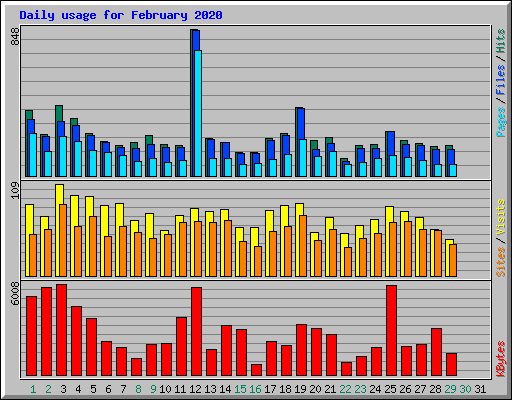 Daily usage for February 2020
848
Pages / Files / Hits
109
Sites / Visits
6008
KBytes
1 2 3 4 5 6 7 8 9 10 11 12 13 14 15 16 17 18 19 20 21 22 23 24 25 26 27 28 29 30 31